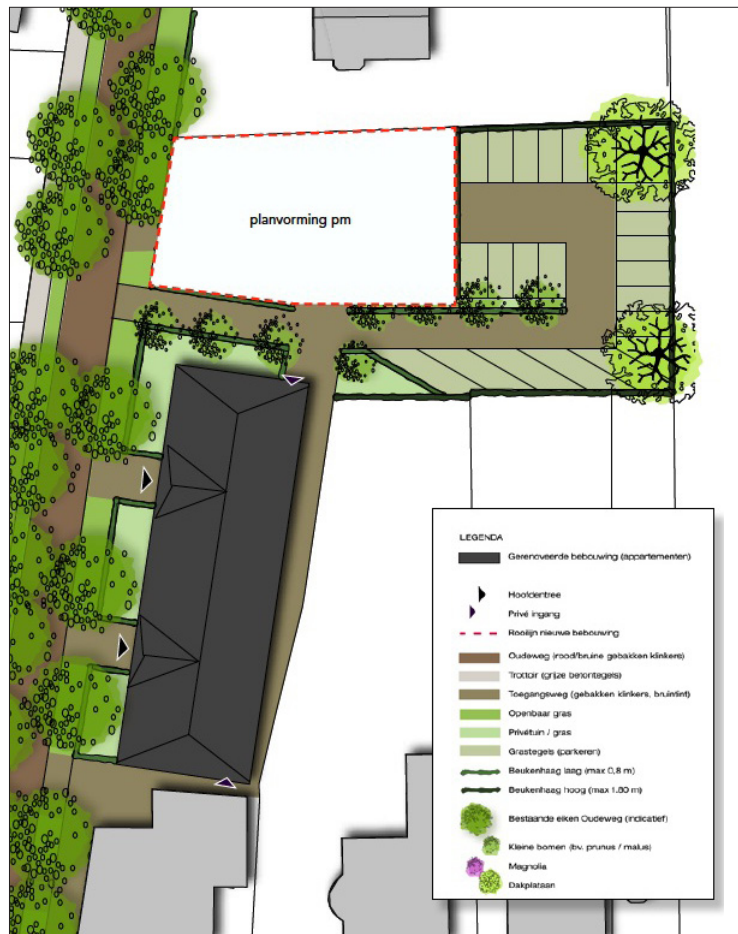 planvorming pm
LEGENDA
Gerenoveerde bebouwing (appartementen)
Hoofdentree
Privé ingang
Rooilijn nieuwe bebouwing
Oudeweg (rood/bruine gebakken klinkers)
Trottoir (grijze betontegels)
Toegangsweg (gebakken klinkers, bruintint)
Openbaar gras
Privétuin / gras
Grastegels (parkeren)
Beukenhaag laag (max 0,8 m)
Beukenhaag hoog (max 1.80 m)
Bestaande eiken Oudeweg (indicatief)
Kleine bomen (bv. prunus / malus)
Magnolia
Dakplataan